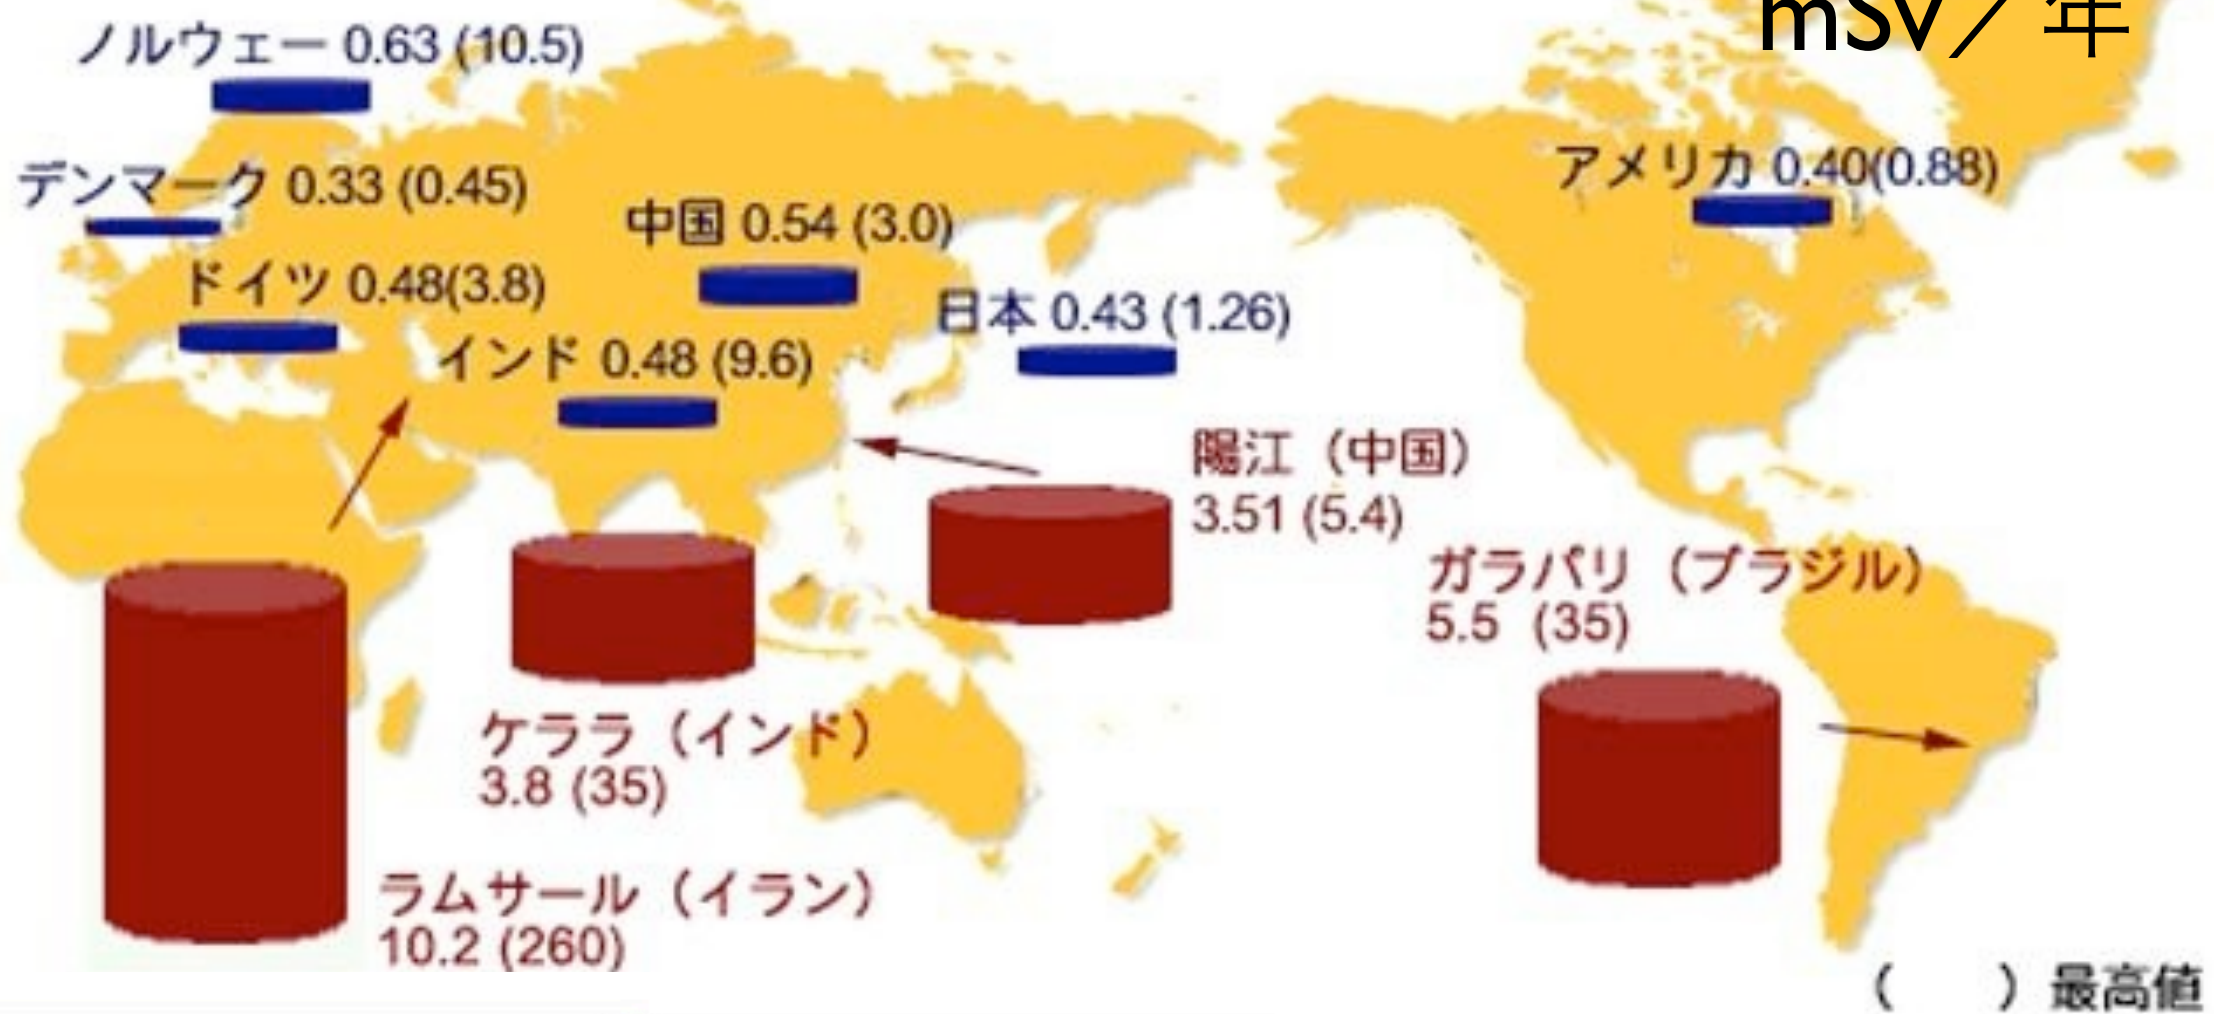 mSv／年
ノルウェー 0.63 (10.5)
デンマーク 0.33 (0.45)
アメリカ 0.40(0.88)
中国 0.54 (3.0)
ドイツ 0.48(3.8)
日本 0.43 (1.26)
インド 0.48 (9.6)
陽江（中国）
3.51 (5.4)
ガラパリ（ブラジル）
5.5 (35)
ケララ（インド）
3.8 (35)
ラムサール（イラン）
10.2 (260)
（　　）最高値